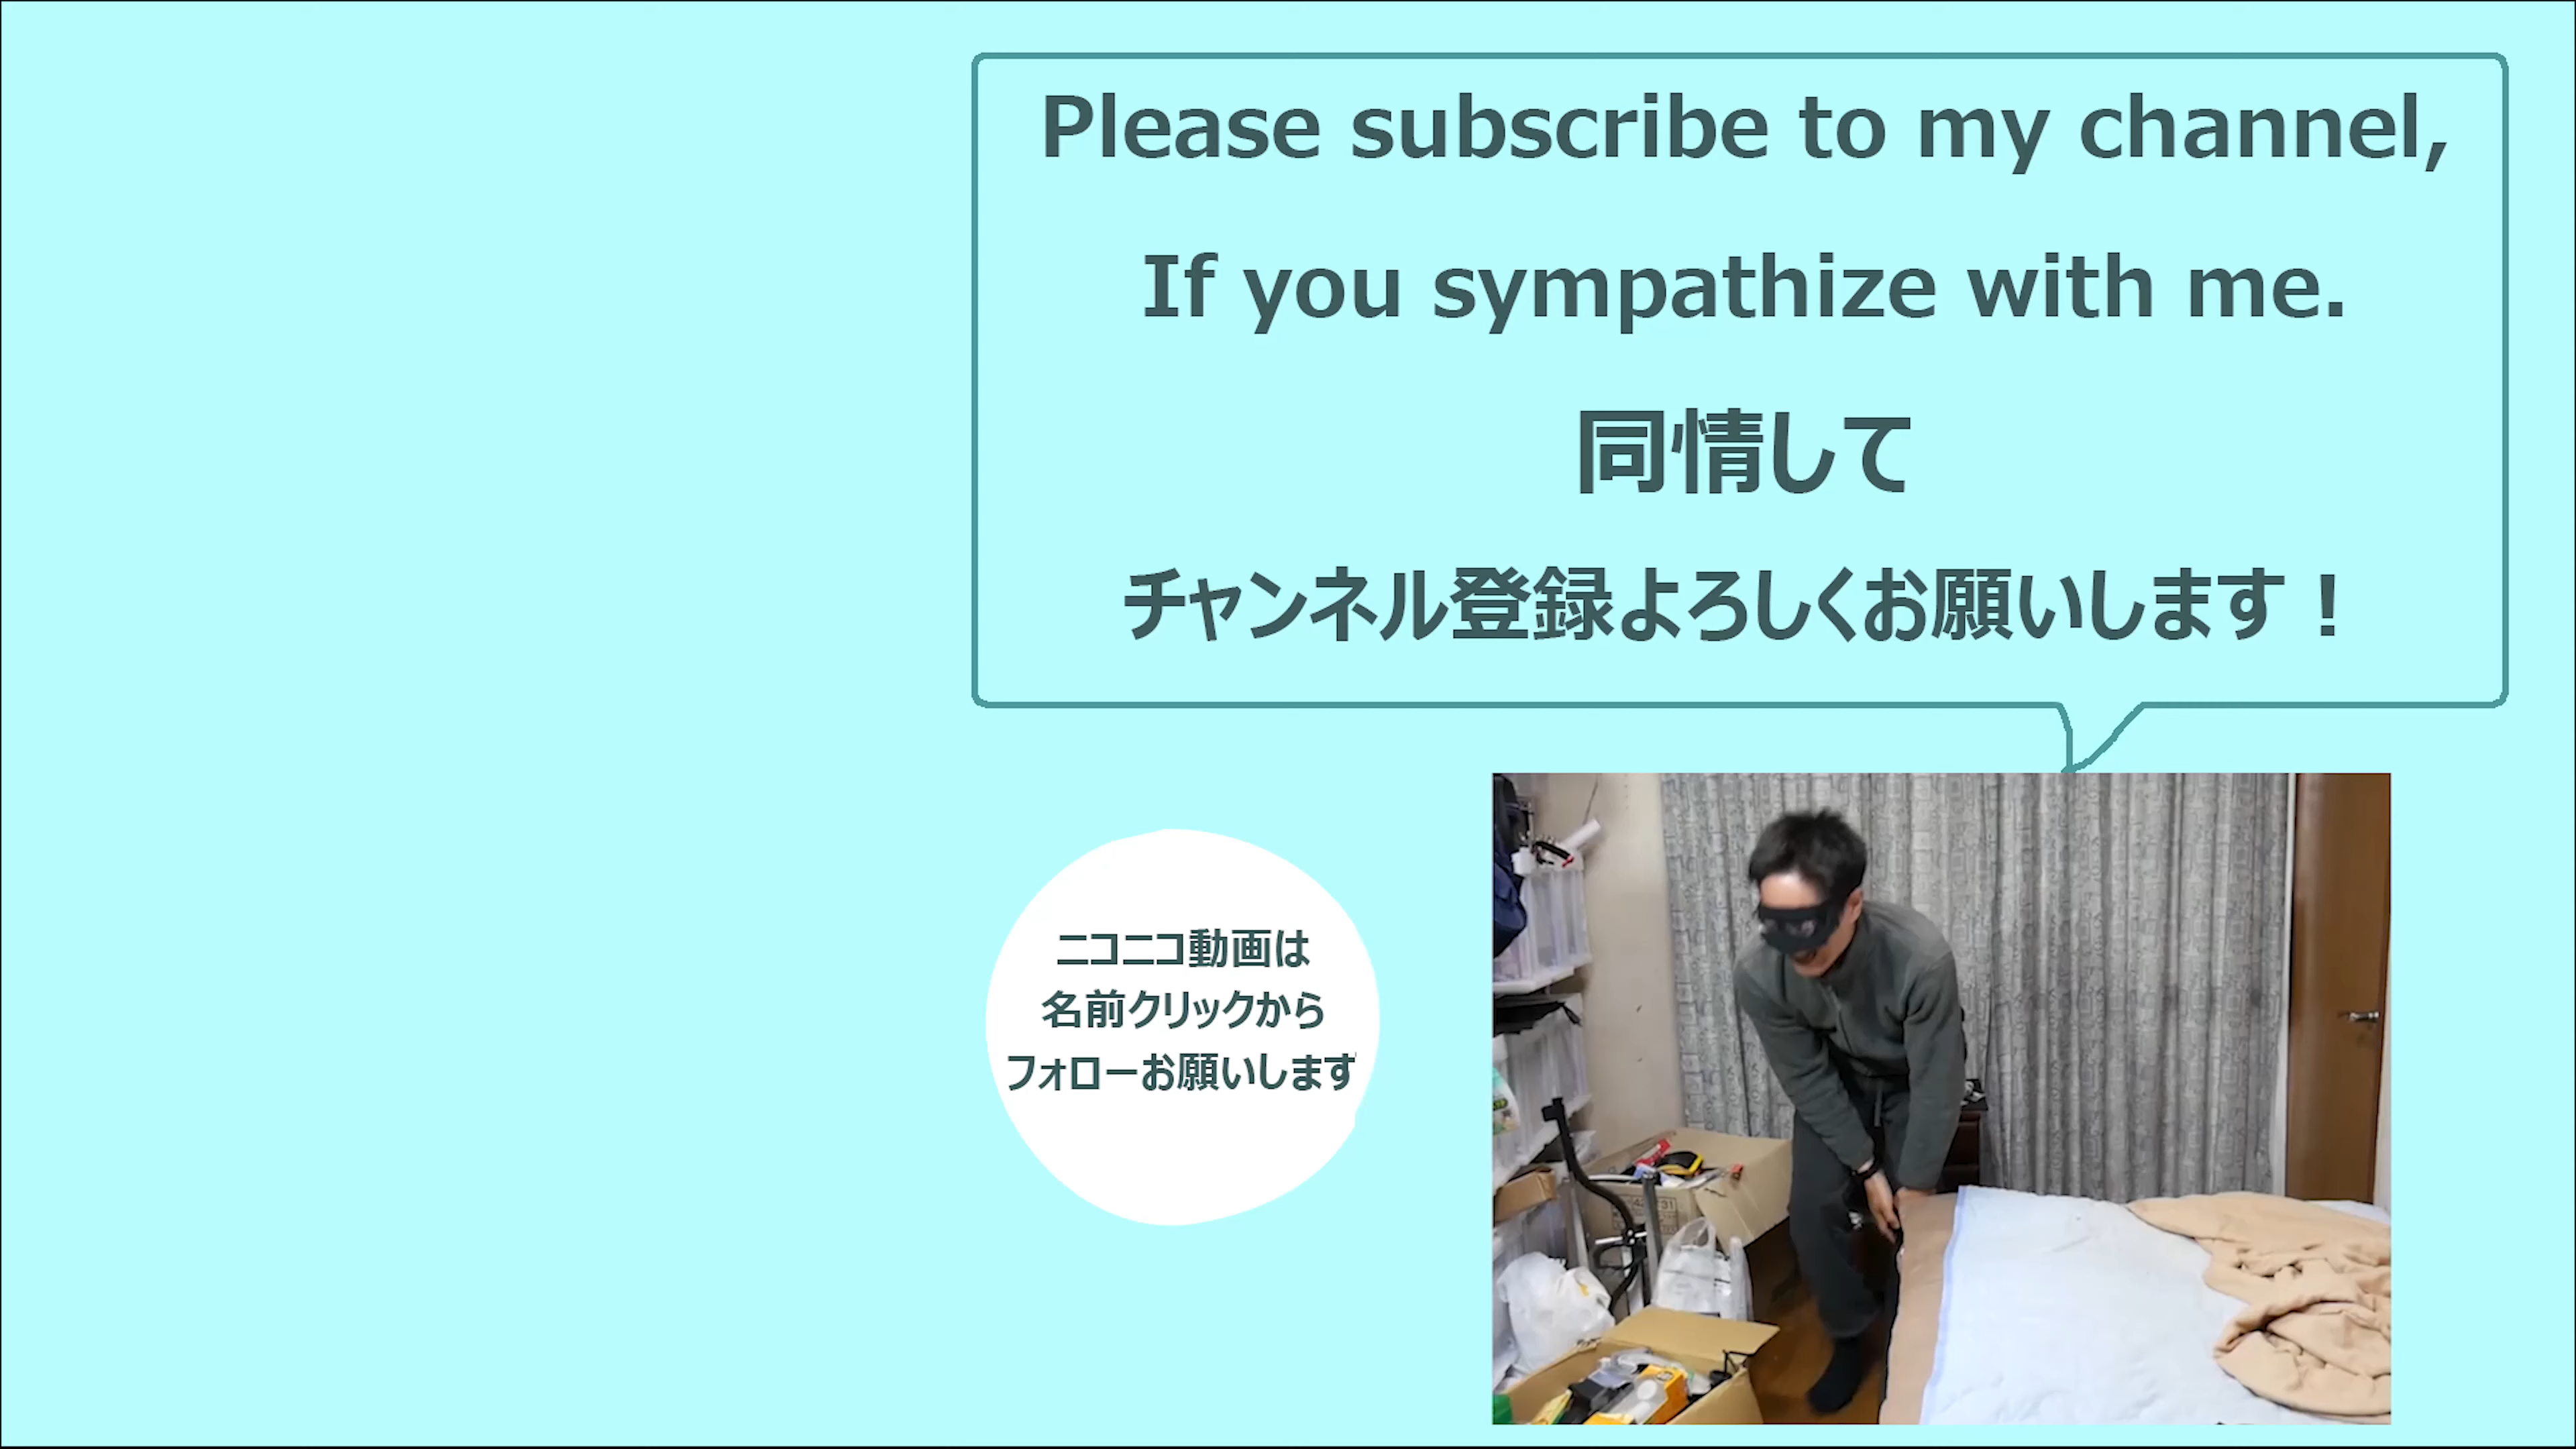 Please subscribe to my channel,
If you sympathize with me.
同情して
チャンネル登録よろしくお願いします！
ニコニコ動画は
名前クリックから
フォローお願いします